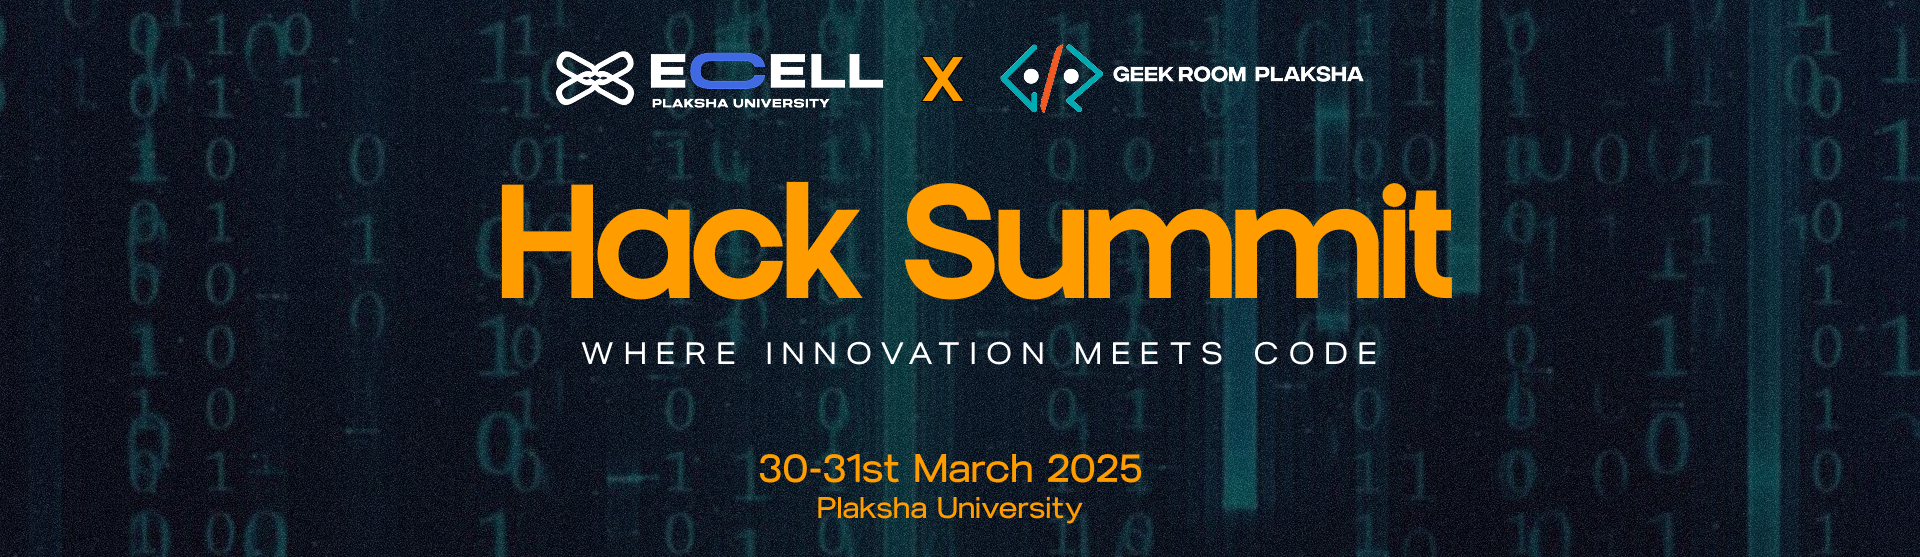 ECELL
PLAKSHA UNIVERSITY
X
GEEK ROOM PLAKSHA
Hack Summit
WHERE INNOVATION MEETS CODE
30-31st March 2025
Plaksha University